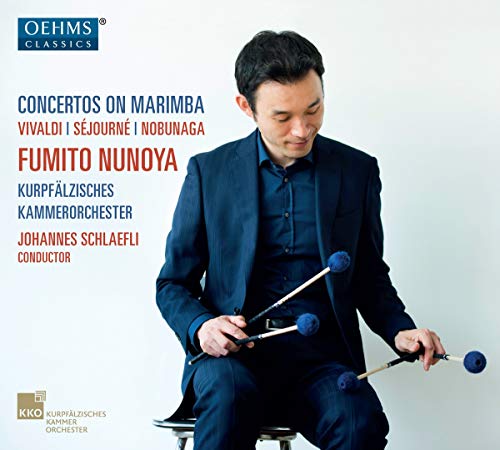 OEHMS®
CLASSICS
CONCERTOS ON MARIMBA
VIVALDI | SÉJOURNÉ | NOBUNAGA
FUMITO NUNOYA
KURPFÄLZISCHES
KAMMERORCHESTER
JOHANNES SCHLAEFLI
CONDUCTOR
KKO
KURPFÄLZISCHES
KAMMER
ORCHESTER